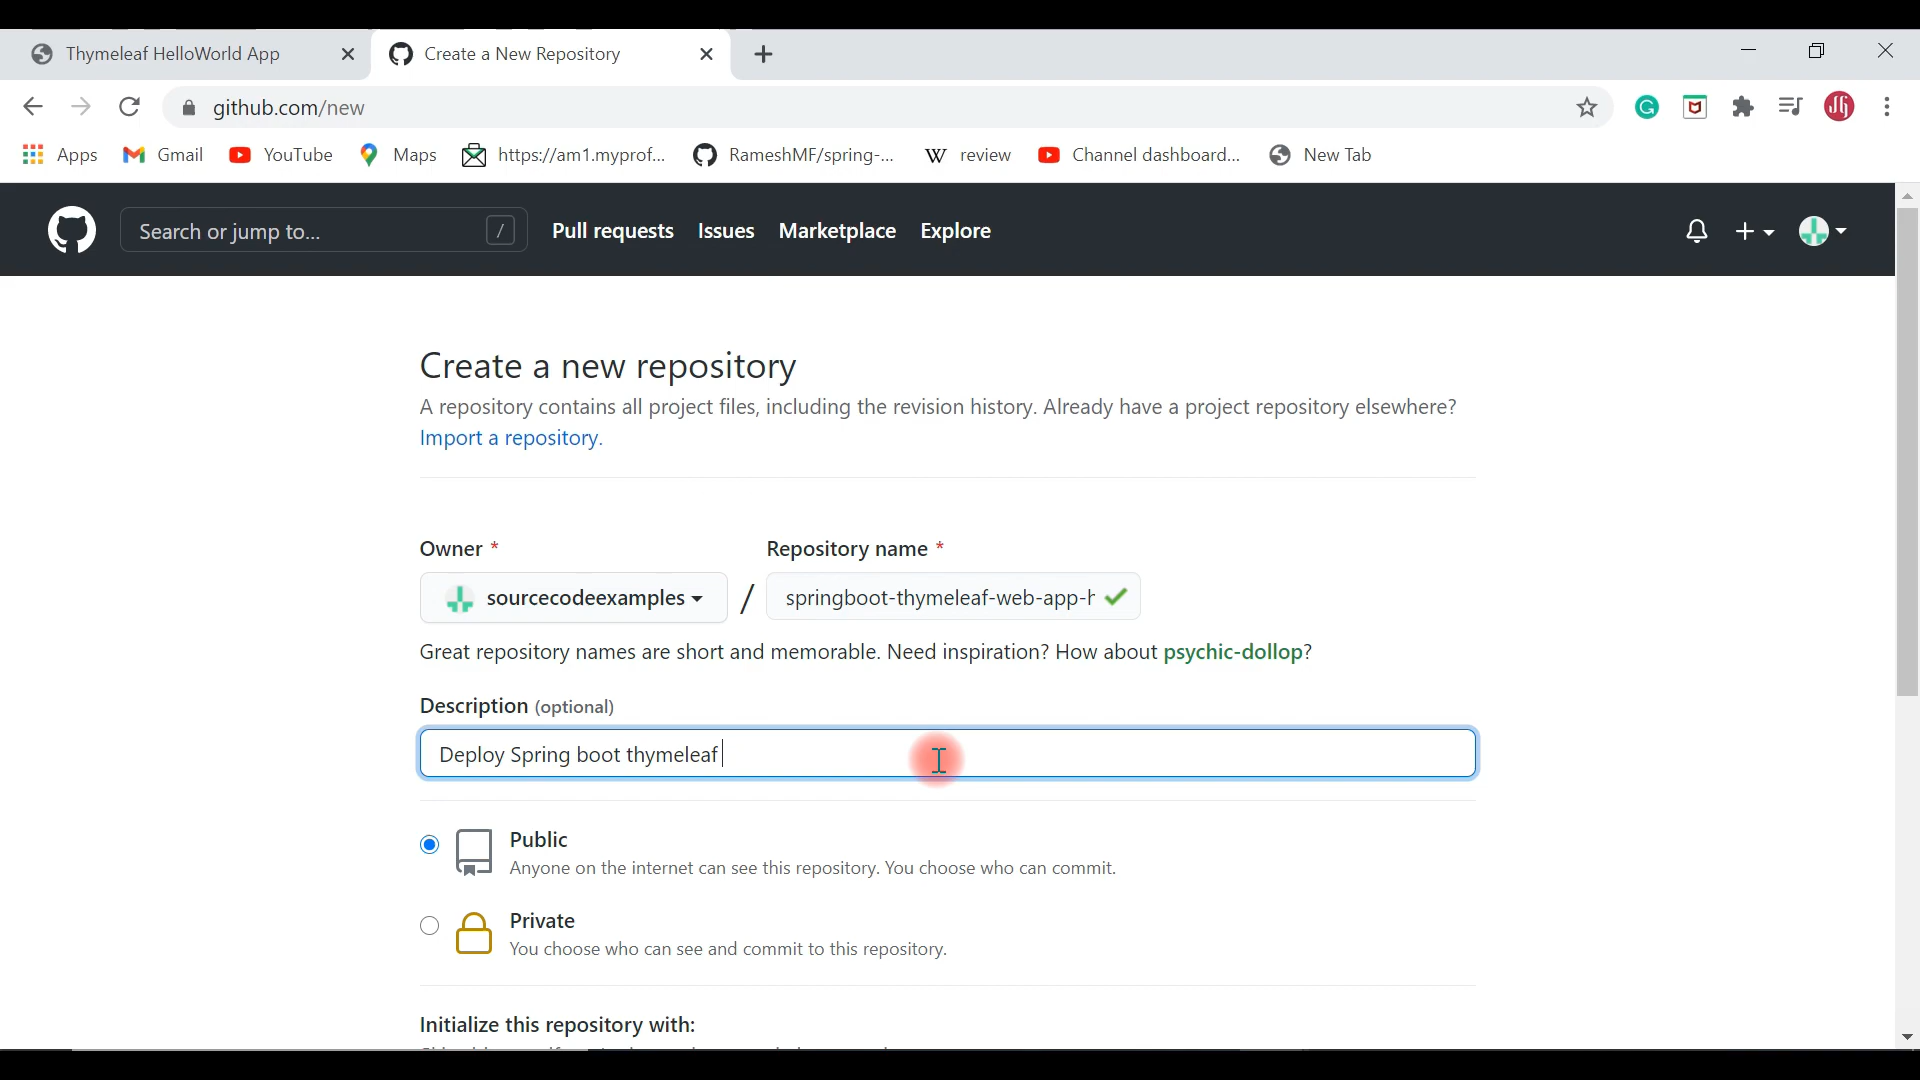 Thymeleaf HelloWorld App
Create a New Repository
github.com/new
Apps
Gmail
YouTube
Maps
https://am1.myprof...
RameshMF/spring-...
W review
Channel dashboard...
New Tab
Search or jump to... /
Pull requests
Issues
Marketplace
Explore
Create a new repository
A repository contains all project files, including the revision history. Already have a project repository elsewhere?
Import a repository.
Owner *
Repository name *
sourcecodeexamples / springboot-thymeleaf-web-app-h
Great repository names are short and memorable. Need inspiration? How about psychic-dollop?
Description (optional)
Deploy Spring boot thymeleaf
Public
Anyone on the internet can see this repository. You choose who can commit.
Private
You choose who can see and commit to this repository.
Initialize this repository with: